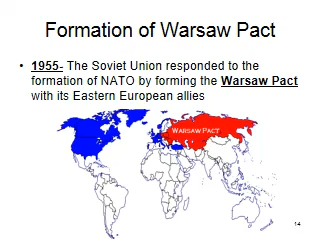 Formation of Warsaw Pact
• 1955- The Soviet Union responded to the
formation of NATO by forming the Warsaw Pact
with its Eastern European allies
WARSAW PACT
14